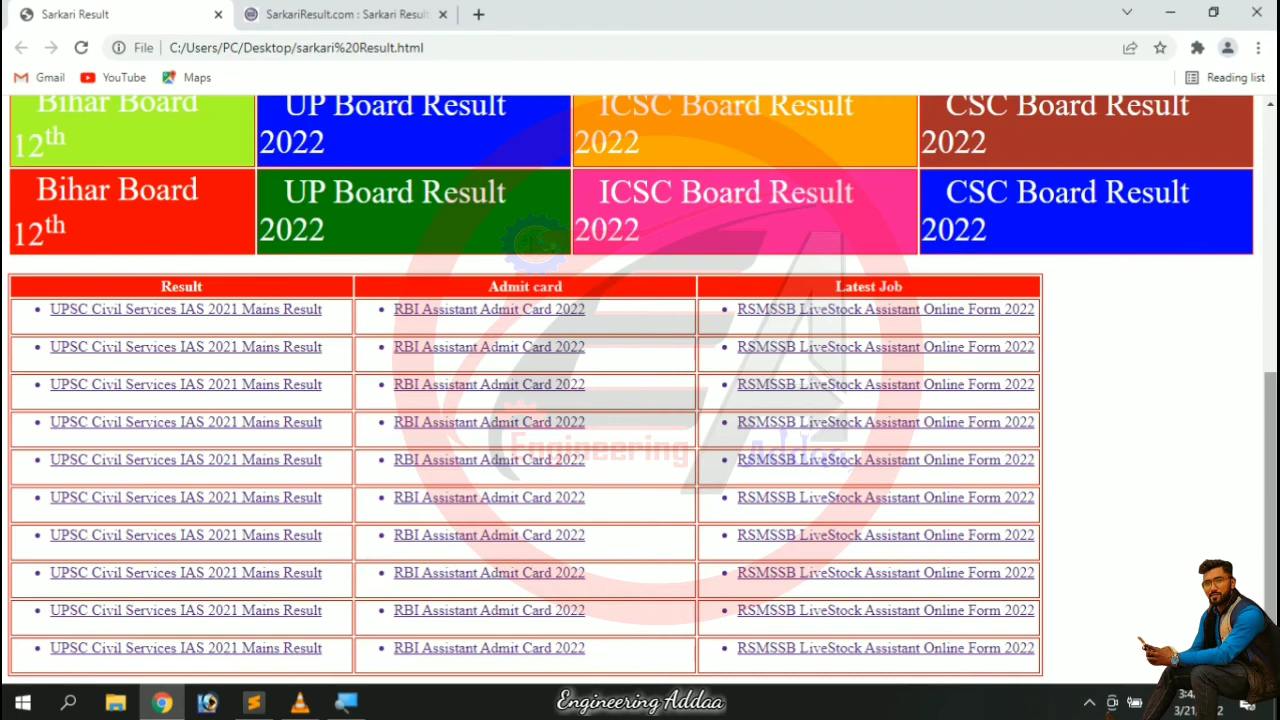 Sarkari Result
SarkariResult.com : Sarkari Result
File
C:/Users/PC/Desktop/sarkari%20Result.html
Gmail
YouTube
Maps
Reading list
Bihar Board 12th
UP Board Result 2022
ICSC Board Result 2022
CSC Board Result 2022
Bihar Board 12th
UP Board Result 2022
ICSC Board Result 2022
CSC Board Result 2022
Result Admit card Latest Job
UPSC Civil Services IAS 2021 Mains Result RBI Assistant Admit Card 2022 RSMSSB LiveStock Assistant Online Form 2022
UPSC Civil Services IAS 2021 Mains Result RBI Assistant Admit Card 2022 RSMSSB LiveStock Assistant Online Form 2022
UPSC Civil Services IAS 2021 Mains Result RBI Assistant Admit Card 2022 RSMSSB LiveStock Assistant Online Form 2022
UPSC Civil Services IAS 2021 Mains Result RBI Assistant Admit Card 2022 RSMSSB LiveStock Assistant Online Form 2022
UPSC Civil Services IAS 2021 Mains Result RBI Assistant Admit Card 2022 RSMSSB LiveStock Assistant Online Form 2022
UPSC Civil Services IAS 2021 Mains Result RBI Assistant Admit Card 2022 RSMSSB LiveStock Assistant Online Form 2022
UPSC Civil Services IAS 2021 Mains Result RBI Assistant Admit Card 2022 RSMSSB LiveStock Assistant Online Form 2022
UPSC Civil Services IAS 2021 Mains Result RBI Assistant Admit Card 2022 RSMSSB LiveStock Assistant Online Form 2022
UPSC Civil Services IAS 2021 Mains Result RBI Assistant Admit Card 2022 RSMSSB LiveStock Assistant Online Form 2022
UPSC Civil Services IAS 2021 Mains Result RBI Assistant Admit Card 2022 RSMSSB LiveStock Assistant Online Form 2022
EA
Engineering Addaa
Engineering Addaa